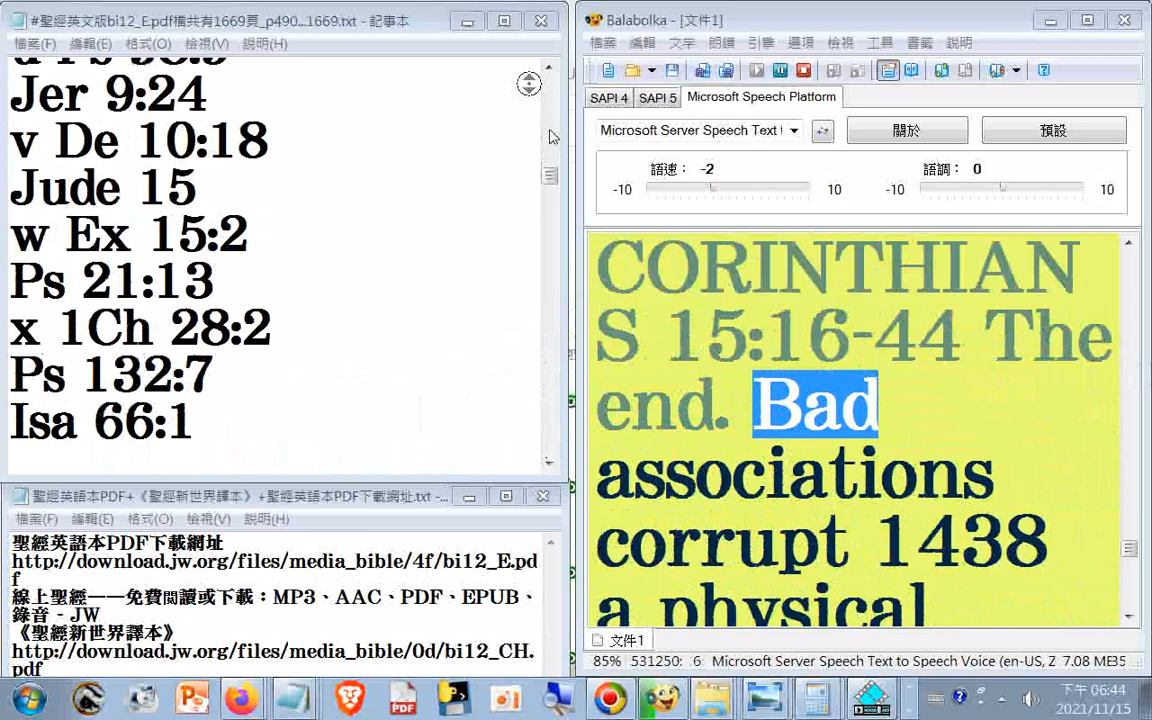 #聖經英文版bi12_E.pdf檔共有1669頁_p490...1669.txt - 記事本
檔案(F) 編輯(E) 格式(O) 檢視(V) 說明(H)
Jer 9:24
v De 10:18
Jude 15
w Ex 15:2
Ps 21:13
x 1Ch 28:2
Ps 132:7
Isa 66:1
聖經英語本PDF+《聖經新世界譯本》+聖經英語本PDF下載網址.txt -...
檔案(F) 編輯(E) 格式(O) 檢視(V) 說明(H)
聖經英語本PDF下載網址
http://download.jw.org/files/media_bible/4f/bi12_E.pd
f
線上聖經——免費閱讀或下載：MP3、AAC、PDF、EPUB、
錄音 - JW
《聖經新世界譯本》
http://download.jw.org/files/media_bible/0d/bi12_CH.
pdf
Balabolka - [文件1]
檔案 編輯 文字 朗讀 引擎 選項 檢視 工具 書籤 說明
SAPI 4 SAPI 5 Microsoft Speech Platform
Microsoft Server Speech Text 關於 預設
語速： -2 語調： 0
-10 10 -10 10
CORINTHIAN
S 15:16-44 The
end. Bad
associations
corrupt 1438
a physical
文件1
85% 531250: 6 Microsoft Server Speech Text to Speech Voice (en-US, Z 7.08 MB
PDF
下午 06:44
2021/11/15